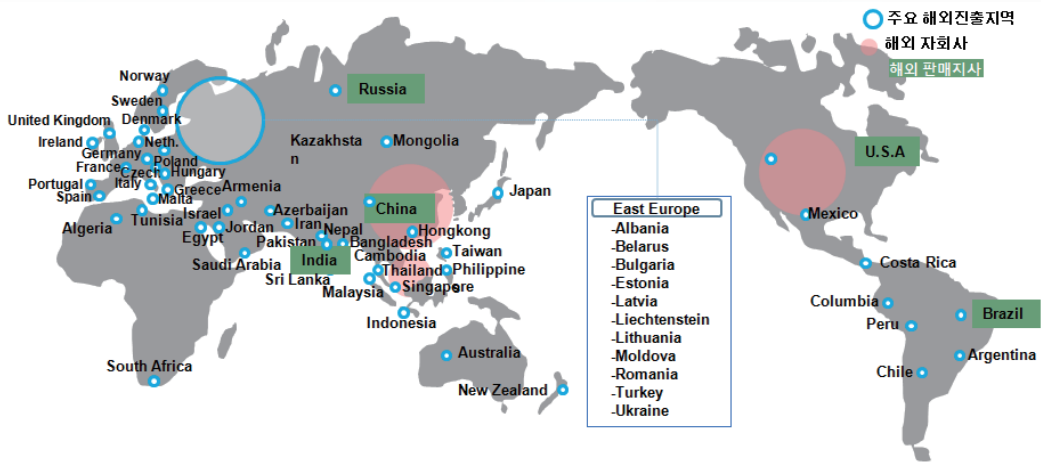 주요 해외진출지역
해외 자회사
해외 판매지사
Norway
Sweden
United Kingdom
Denmark
Ireland
Neth.
Germany
Poland
France
Czech
Hungary
Portugal
Italy
Greece
Spain
Malta
Armenia
Algeria
Tunisia
Israel
Azerbaijan
Egypt
Jordan
Iran
Saudi Arabia
Pakistan
Nepal
India
Bangladesh
Sri Lanka
Cambodia
Thailand
Malaysia
Singapore
Indonesia
South Africa
Russia
Kazakhsta
n
Mongolia
China
Japan
Hongkong
Taiwan
Philippine
s
Australia
New Zealand
East Europe
-Albania
-Belarus
-Bulgaria
-Estonia
-Latvia
-Liechtenstein
-Lithuania
-Moldova
-Romania
-Turkey
-Ukraine
U.S.A
Mexico
Costa Rica
Columbia
Peru
Brazil
Argentina
Chile